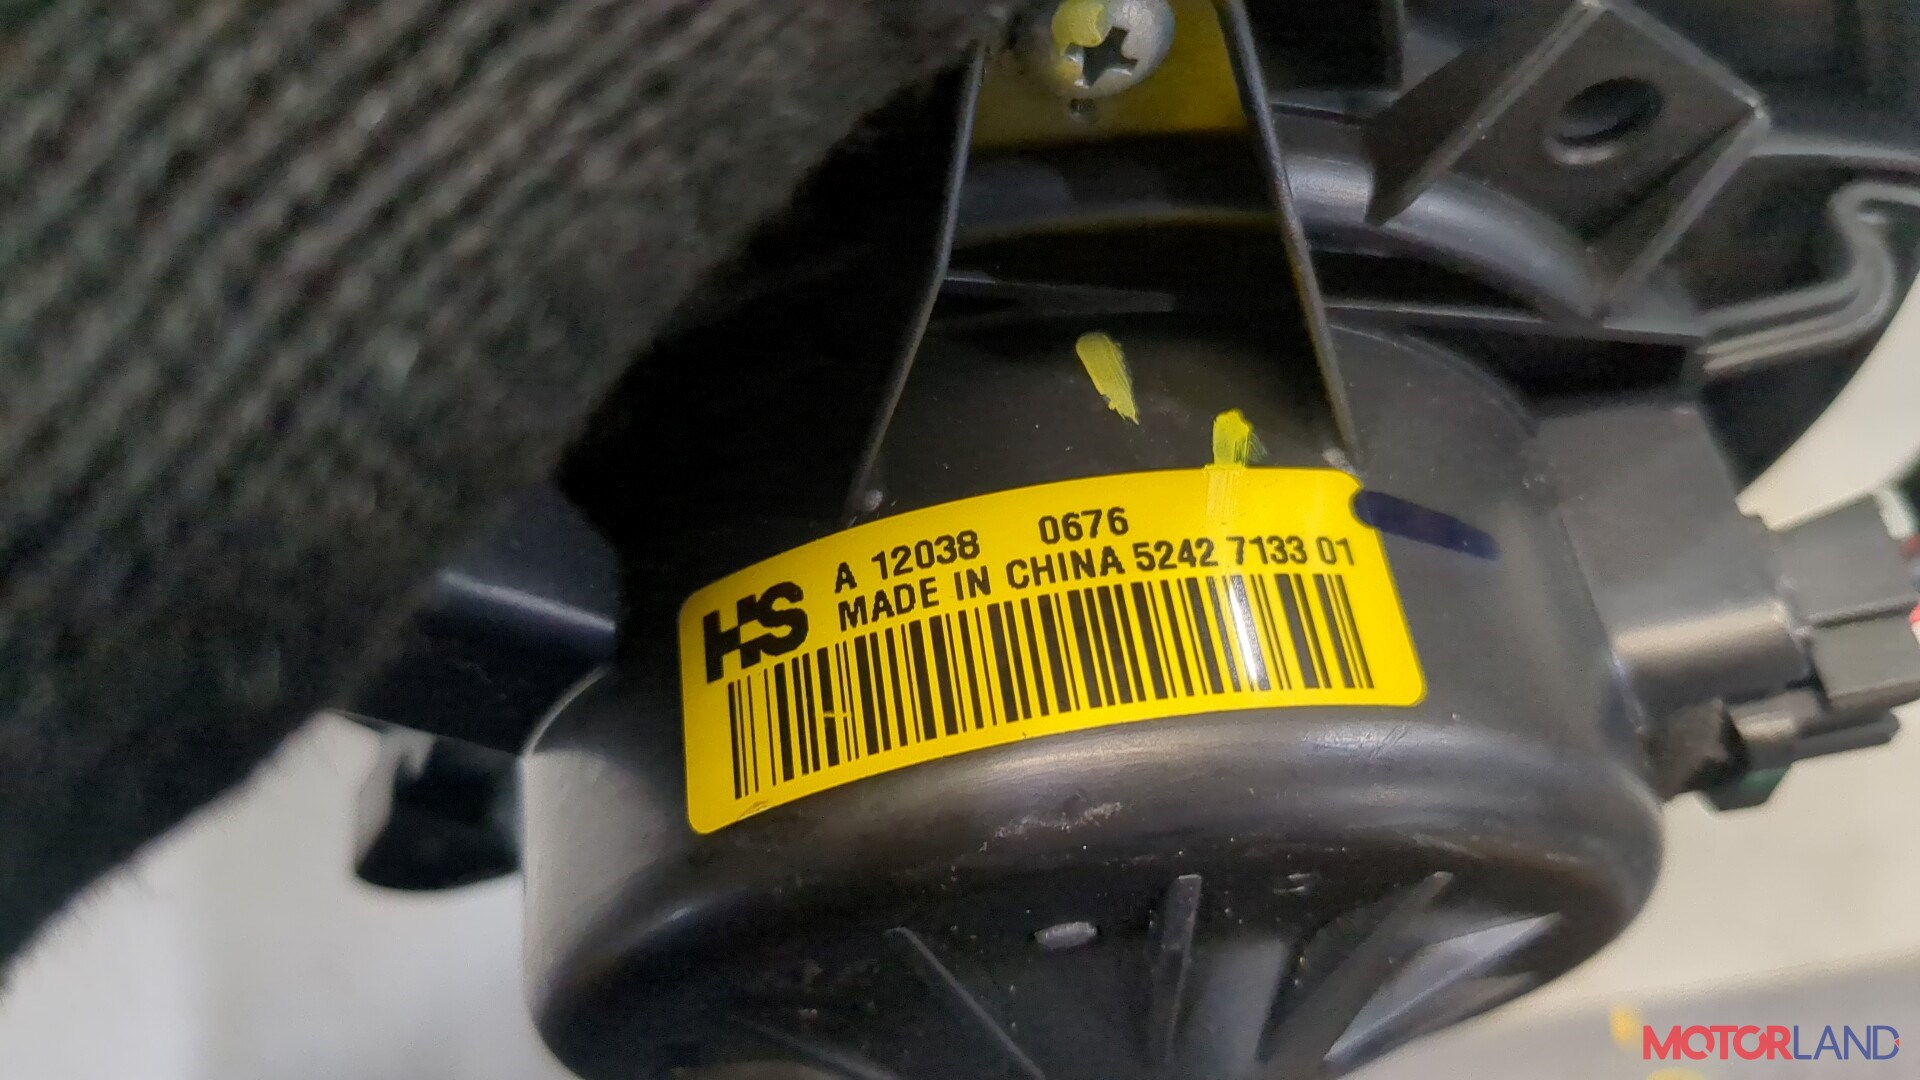 HS
A 12038 0676
MADE IN CHINA 5242 7133 01
MOTORLAND